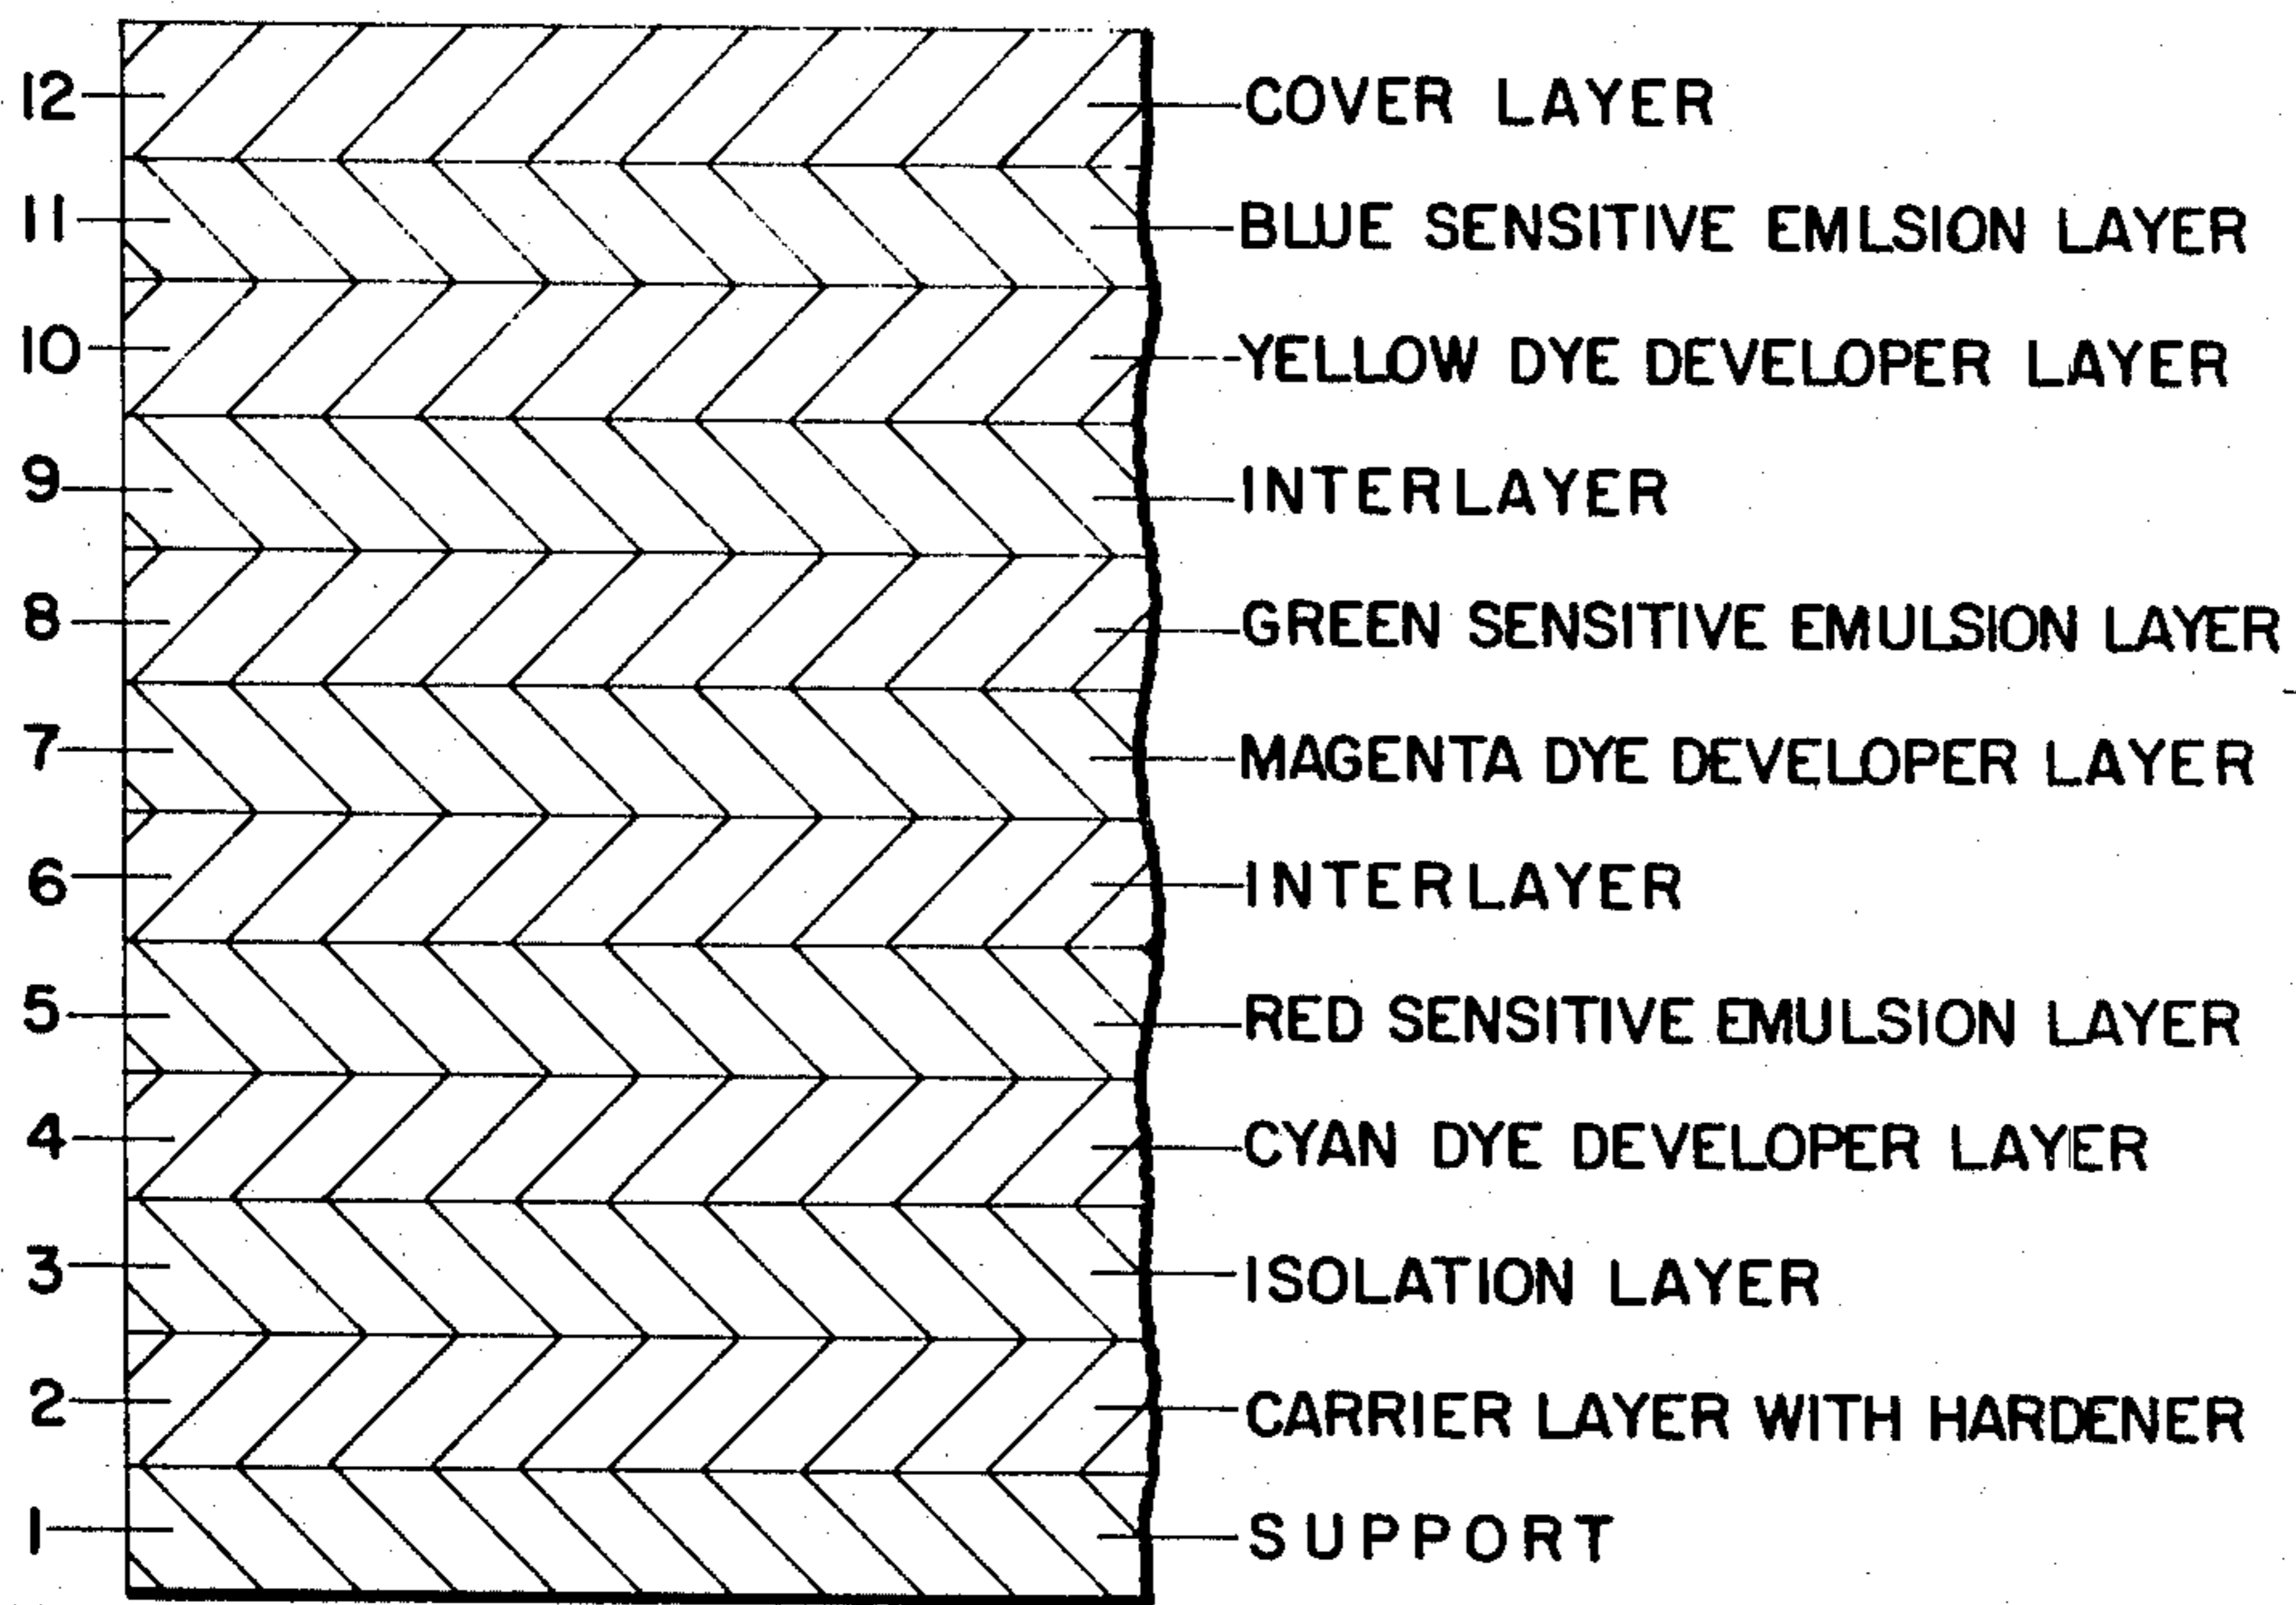 12 COVER LAYER
11 BLUE SENSITIVE EMLSION LAYER
10 YELLOW DYE DEVELOPER LAYER
9 INTERLAYER
8 GREEN SENSITIVE EMULSION LAYER
7 MAGENTA DYE DEVELOPER LAYER
6 INTERLAYER
5 RED SENSITIVE EMULSION LAYER
4 CYAN DYE DEVELOPER LAYER
3 ISOLATION LAYER
2 CARRIER LAYER WITH HARDENER
1 SUPPORT